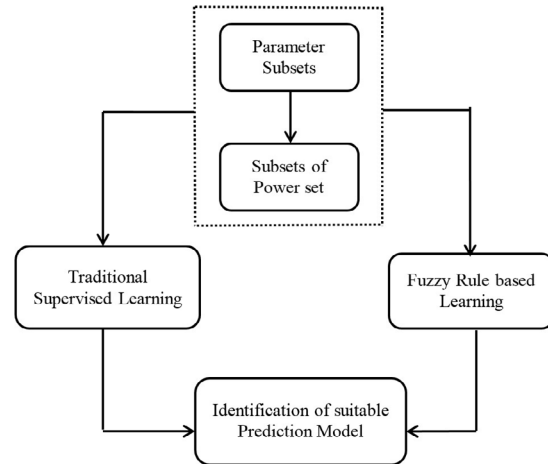 Parameter
Subsets
Subsets of
Power set
Traditional
Supervised Learning
Fuzzy Rule based
Learning
Identification of suitable
Prediction Model